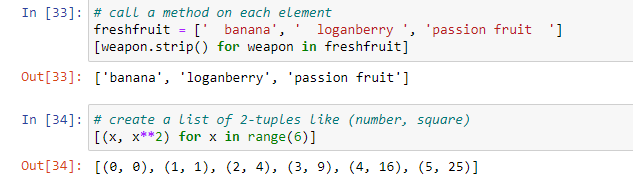 In [33]: # call a method on each element
freshfruit = ['  banana', '  loganberry ', 'passion fruit  ']
[weapon.strip() for weapon in freshfruit]
Out[33]: ['banana', 'loganberry', 'passion fruit']
In [34]: # create a list of 2-tuples like (number, square)
[(x, x**2) for x in range(6)]
Out[34]: [(0, 0), (1, 1), (2, 4), (3, 9), (4, 16), (5, 25)]